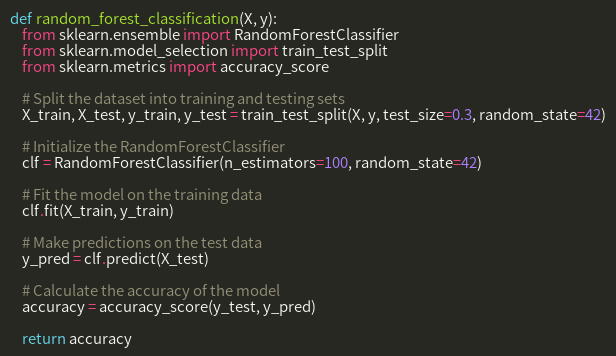 def random_forest_classification(X, y):
    from sklearn.ensemble import RandomForestClassifier
    from sklearn.model_selection import train_test_split
    from sklearn.metrics import accuracy_score

    # Split the dataset into training and testing sets
    X_train, X_test, y_train, y_test = train_test_split(X, y, test_size=0.3, random_state=42)

    # Initialize the RandomForestClassifier
    clf = RandomForestClassifier(n_estimators=100, random_state=42)

    # Fit the model on the training data
    clf.fit(X_train, y_train)

    # Make predictions on the test data
    y_pred = clf.predict(X_test)

    # Calculate the accuracy of the model
    accuracy = accuracy_score(y_test, y_pred)

    return accuracy